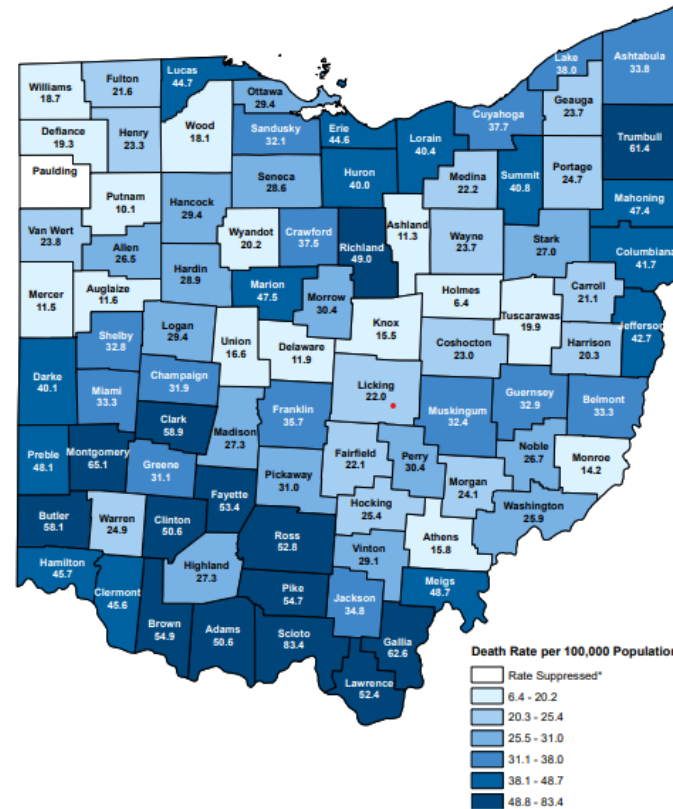 Williams
18.7
Fulton
21.6
Lucas
44.7
Ottawa
29.4
Lake
38.0
Ashtabula
33.8
Defiance
19.3
Henry
23.3
Wood
18.1
Sandusky
32.1
Erie
44.6
Lorain
40.4
Cuyahoga
37.7
Geauga
23.7
Trumbull
61.4
Paulding
Putnam
10.1
Hancock
29.4
Seneca
28.6
Huron
40.0
Medina
22.2
Summit
40.8
Portage
24.7
Mahoning
47.4
Van Wert
23.8
Allen
26.5
Wyandot
20.2
Crawford
37.5
Richland
49.0
Ashland
11.3
Wayne
23.7
Stark
27.0
Columbiana
41.7
Mercer
11.5
Auglaize
11.6
Hardin
28.9
Marion
47.5
Morrow
30.4
Holmes
6.4
Tuscarawas
19.9
Carroll
21.1
Jefferson
42.7
Shelby
32.8
Logan
29.4
Union
16.6
Delaware
11.9
Knox
15.5
Coshocton
23.0
Harrison
20.3
Darke
40.1
Miami
33.3
Champaign
31.9
Clark
58.9
Madison
27.3
Franklin
35.7
Licking
22.0
Muskingum
32.4
Guernsey
32.9
Belmont
33.3
Preble
48.1
Montgomery
65.1
Greene
31.1
Fayette
53.4
Pickaway
31.0
Fairfield
22.1
Perry
30.4
Morgan
24.1
Noble
26.7
Monroe
14.2
Washington
25.9
Butler
58.1
Warren
24.9
Clinton
50.6
Ross
52.8
Hocking
25.4
Athens
15.8
Hamilton
45.7
Clermont
45.6
Highland
27.3
Pike
54.7
Vinton
29.1
Meigs
48.7
Brown
54.9
Adams
50.6
Scioto
83.4
Jackson
34.8
Gallia
62.6
Lawrence
52.4
Death Rate per 100,000 Population
Rate Suppressed*
6.4 - 20.2
20.3 - 25.4
25.5 - 31.0
31.1 - 38.0
38.1 - 48.7
48.8 - 83.4